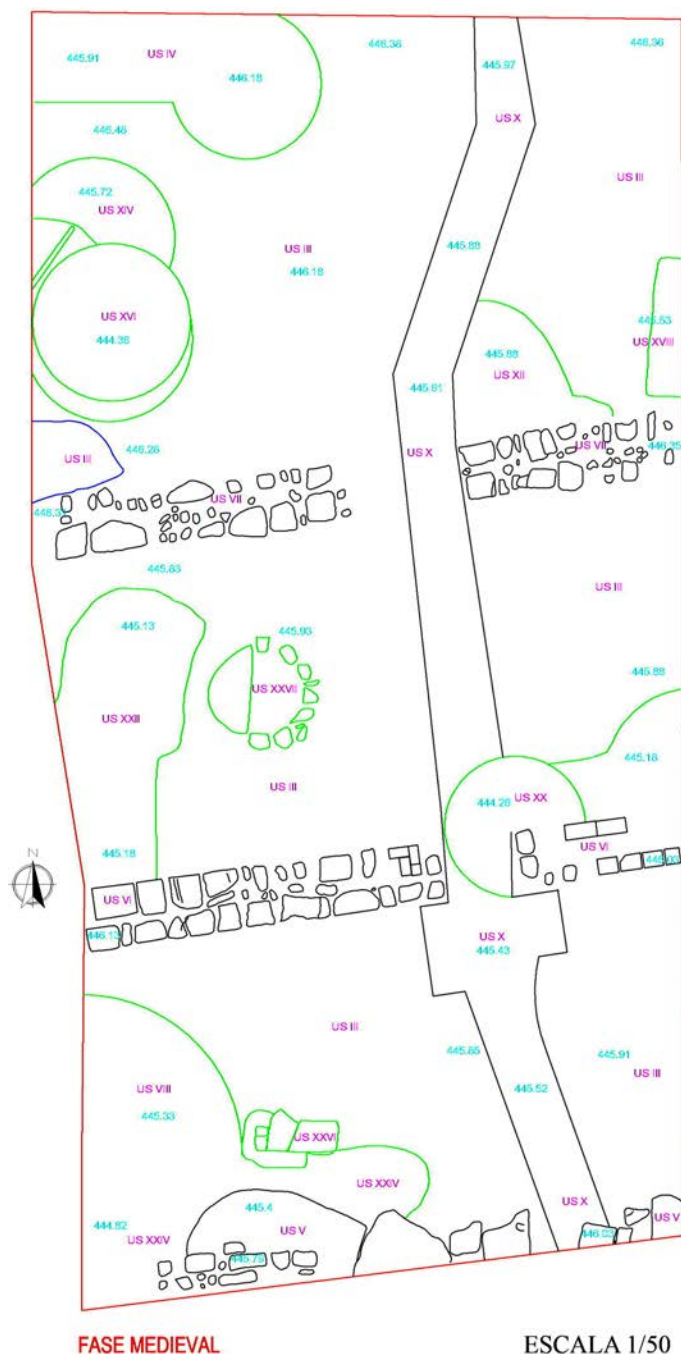 US IV
446.36
446.36
445.91
445.97
446.18
US X
446.46
US III
445.72
US XIV
445.88
US III
446.18
US XVI
444.36
445.88
US XVIII
US XII
445.61
446.26
US X
US VII
446.35
US III
US VII
445.83
US III
445.13
445.93
445.88
US XXVII
US XXII
445.18
US III
444.26
US XX
445.18
US VI
US VI
446.13
US X
445.43
US III
445.65
445.91
US III
US VIII
445.52
445.33
US XXVI
US XXIV
US X
445.4
444.82
US V
US V
US XXIV
446.03
445.79
N
FASE MEDIEVAL
ESCALA 1/50